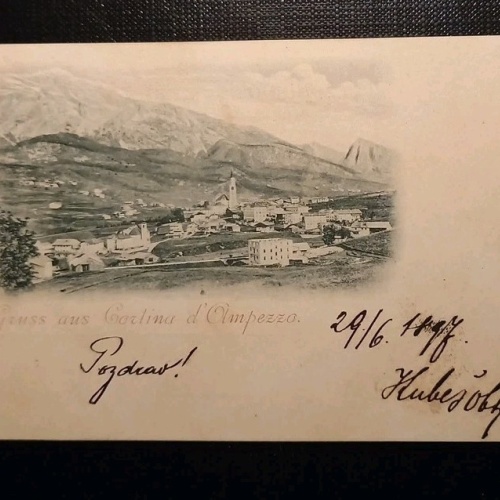 Gruss aus Cortina d'Ampezzo.
29/6. 1897.
Pozdrav!